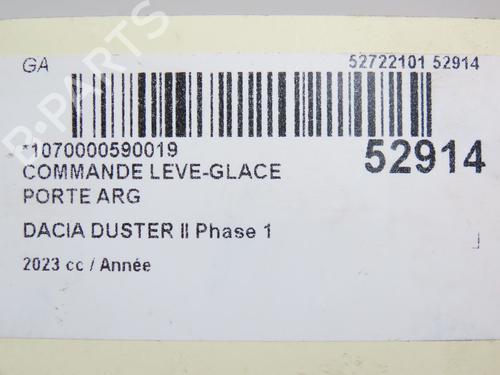 GA
52722101 52914
*1070000590019
52914
COMMANDE LEVE-GLACE
PORTE ARG
DACIA DUSTER II Phase 1
2023 cc / Année
B-PARTS